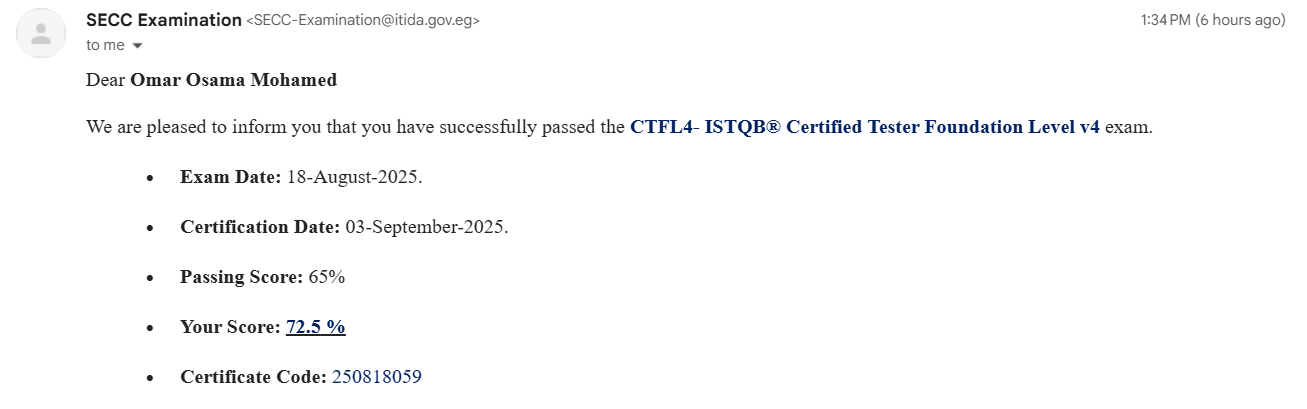 SECC Examination <SECC-Examination@itida.gov.eg> 1:34 PM (6 hours ago)
to me
Dear Omar Osama Mohamed
We are pleased to inform you that you have successfully passed the CTFL4- ISTQB® Certified Tester Foundation Level v4 exam.
• Exam Date: 18-August-2025.
• Certification Date: 03-September-2025.
• Passing Score: 65%
• Your Score: 72.5 %
• Certificate Code: 250818059